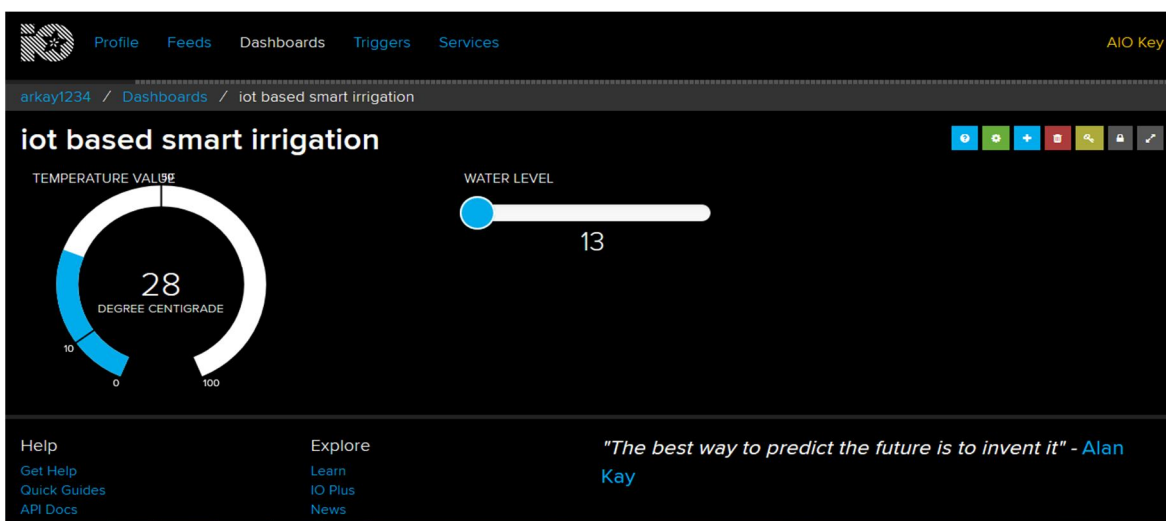 iO
Profile Feeds Dashboards Triggers Services AIO Key
arkay1234 / Dashboards / iot based smart irrigation
iot based smart irrigation
TEMPERATURE VALUE
50
28
DEGREE CENTIGRADE
10
0
100
WATER LEVEL
13
Help
Get Help
Quick Guides
API Docs
Explore
Learn
IO Plus
News
"The best way to predict the future is to invent it" - Alan
Kay